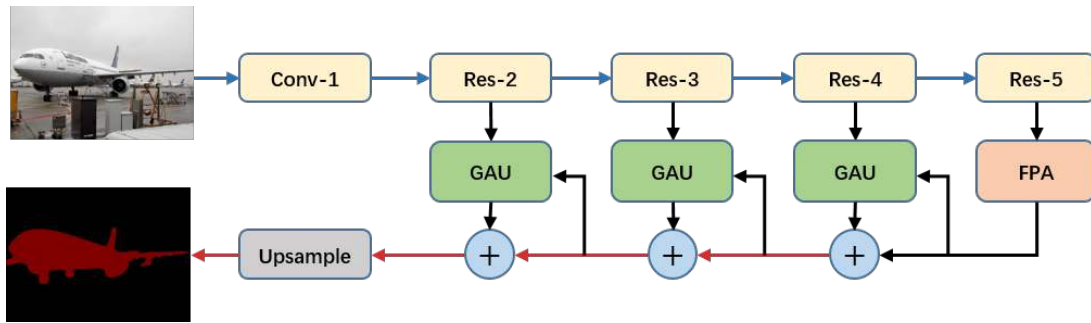 Conv-1
Res-2
Res-3
Res-4
Res-5
GAU
GAU
GAU
FPA
Upsample
+
+
+